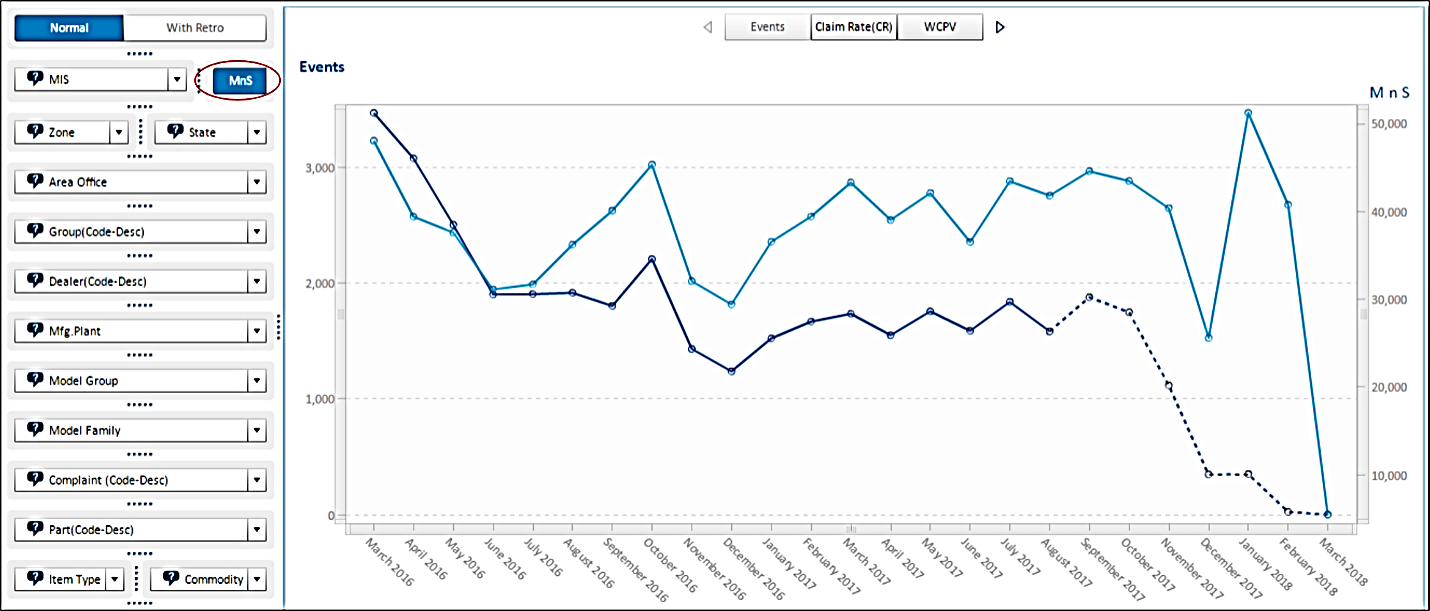 Normal With Retro
MIS MnS
Zone State
Area Office
Group(Code-Desc)
Dealer(Code-Desc)
Mfg.Plant
Model Group
Model Family
Complaint (Code-Desc)
Part(Code-Desc)
Item Type Commodity
Events Claim Rate(CR) WCPV
Events
M n S
3,000
2,000
1,000
0
50,000
40,000
30,000
20,000
10,000
March 2016
April 2016
May 2016
June 2016
July 2016
August 2016
September 2016
October 2016
November 2016
December 2016
January 2017
February 2017
March 2017
April 2017
May 2017
June 2017
July 2017
August 2017
September 2017
October 2017
November 2017
December 2017
January 2018
February 2018
March 2018